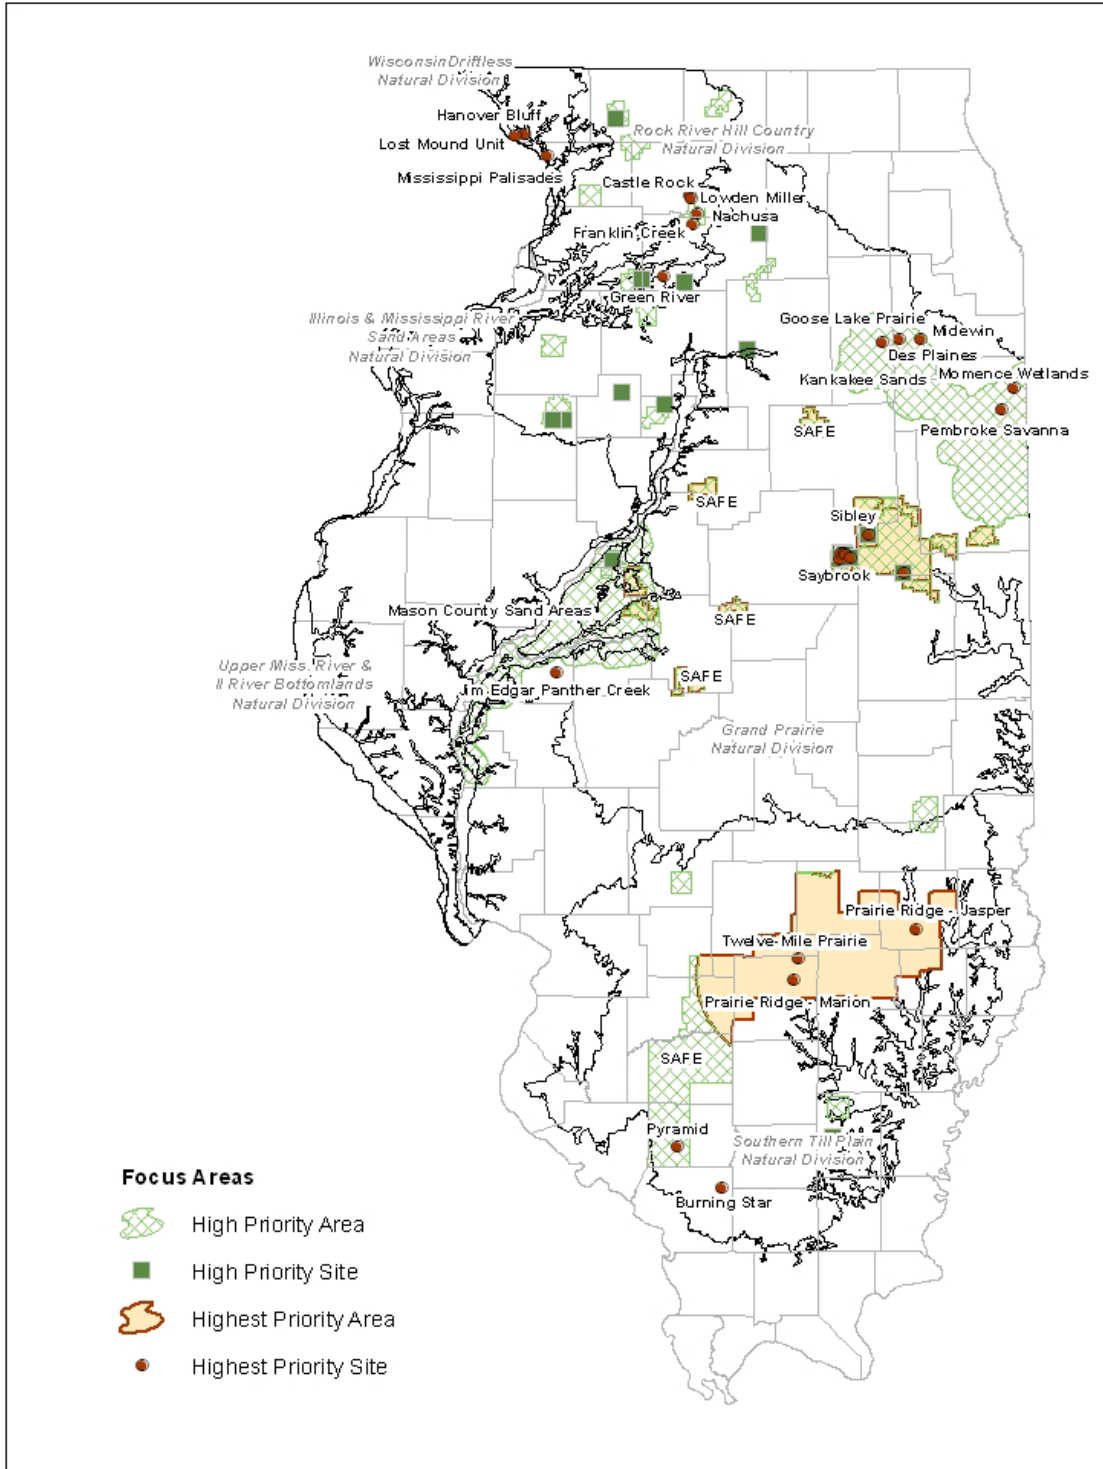 WisconsinDriftless
Natural Division
Hanover Bluff
Lost Mound Unit
Mississippi Palisades
Rock River Hill Country
Natural Division
Castle Rock
Lowden Miller
Nachusa
Franklin Creek
Green River
Illinois & Mississippi River
Sand Areas
Natural Division
Goose Lake Prairie
Midewin
Des Plaines
Kankakee Sands
Momence Wetlands
Pembroke Savanna
SAFE
SAFE
Sibley
Saybrook
Mason County Sand Areas
SAFE
Upper Miss. River &
Il River Bottomlands
Natural Division
SAFE
Jim Edgar Panther Creek
Grand Prairie
Natural Division
Prairie Ridge - Jasper
Twelve-Mile Prairie
Prairie Ridge - Marion
SAFE
Pyramid
Southern Till Plain
Natural Division
Burning Star
Focus Areas
High Priority Area
High Priority Site
Highest Priority Area
Highest Priority Site